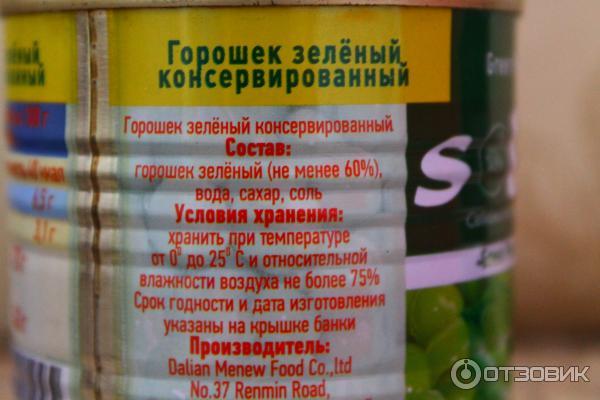 Горошек зелёный
консервированный
Горошек зелёный консервированный
Состав:
горошек зелёный (не менее 60%),
вода, сахар, соль
Условия хранения:
хранить при температуре
от 0⁰ до 25⁰ С и относительной
влажности воздуха не более 75%
Срок годности и дата изготовления
указаны на крышке банки
Производитель:
Dalian Menew Food Co.,ltd
No.37 Renmin Road,
ОТЗОВИК